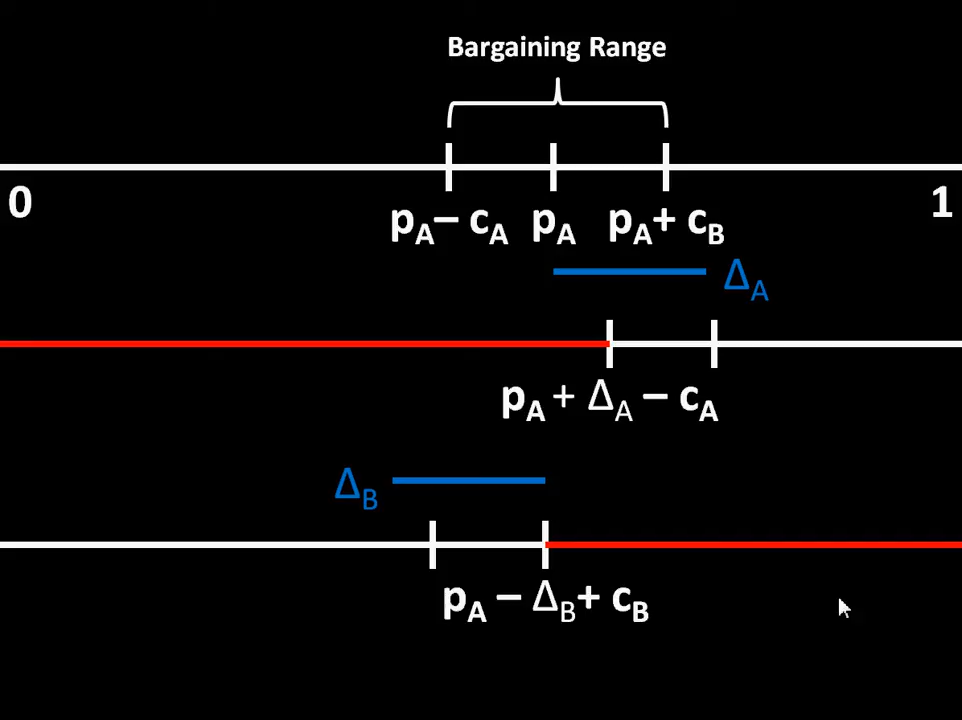 Bargaining Range
0 1
p_A – c_A p_A p_A + c_B
Δ_A
p_A + Δ_A – c_A
Δ_B
p_A – Δ_B + c_B